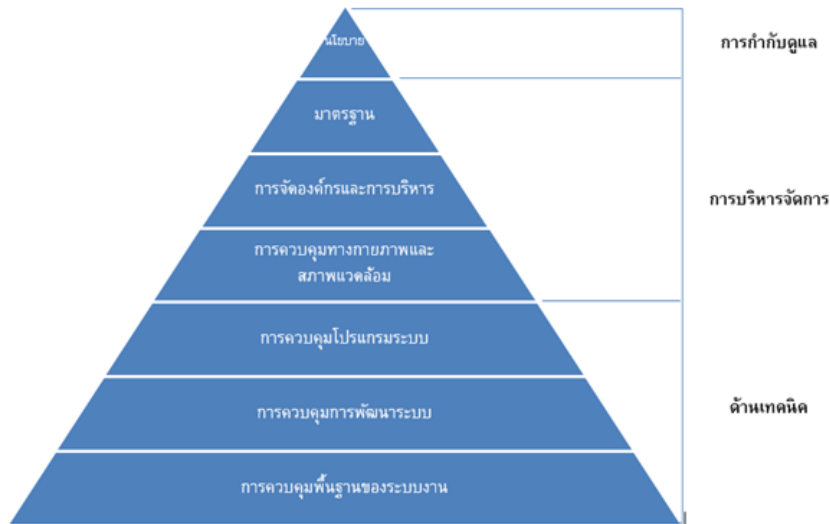 นโยบาย
การกำกับดูแล
มาตรฐาน
การจัดองค์กรและการบริหาร
การบริหารจัดการ
การควบคุมทางกายภาพและ
สภาพแวดล้อม
การควบคุมโปรแกรมระบบ
การควบคุมการพัฒนาระบบ
ด้านเทคนิค
การควบคุมพื้นฐานของระบบงาน